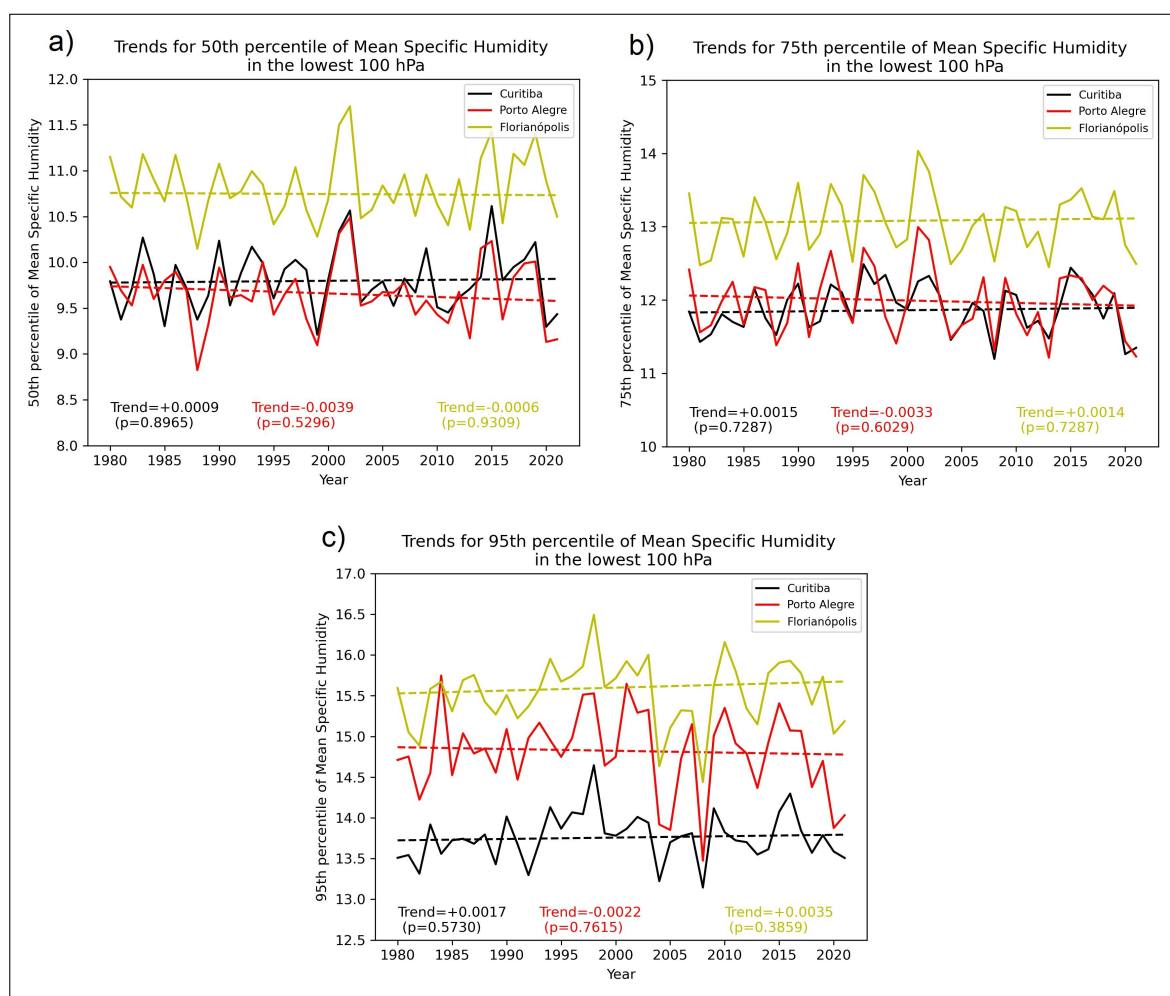 a)
Trends for 50th percentile of Mean Specific Humidity
in the lowest 100 hPa
50th percentile of Mean Specific Humidity
12.0
11.5
11.0
10.5
10.0
9.5
9.0
8.5
8.0
Curitiba
Porto Alegre
Florianópolis
Trend=+0.0009
(p=0.8965)
Trend=-0.0039
(p=0.5296)
Trend=-0.0006
(p=0.9309)
1980 1985 1990 1995 2000 2005 2010 2015 2020
Year
b)
Trends for 75th percentile of Mean Specific Humidity
in the lowest 100 hPa
75th percentile of Mean Specific Humidity
15
14
13
12
11
10
Curitiba
Porto Alegre
Florianópolis
Trend=+0.0015
(p=0.7287)
Trend=-0.0033
(p=0.6029)
Trend=+0.0014
(p=0.7287)
1980 1985 1990 1995 2000 2005 2010 2015 2020
Year
c)
Trends for 95th percentile of Mean Specific Humidity
in the lowest 100 hPa
95th percentile of Mean Specific Humidity
17.0
16.5
16.0
15.5
15.0
14.5
14.0
13.5
13.0
12.5
Curitiba
Porto Alegre
Florianópolis
Trend=+0.0017
(p=0.5730)
Trend=-0.0022
(p=0.7615)
Trend=+0.0035
(p=0.3859)
1980 1985 1990 1995 2000 2005 2010 2015 2020
Year